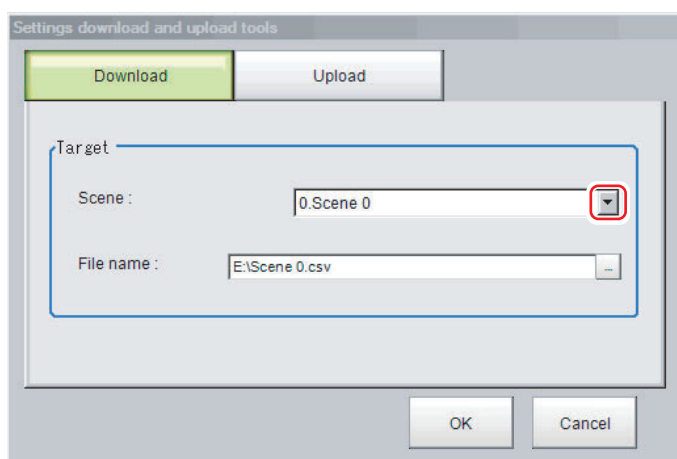 Settings download and upload tools
Download Upload
Target
Scene : 0.Scene 0
File name : E:\Scene 0.csv ...
OK Cancel